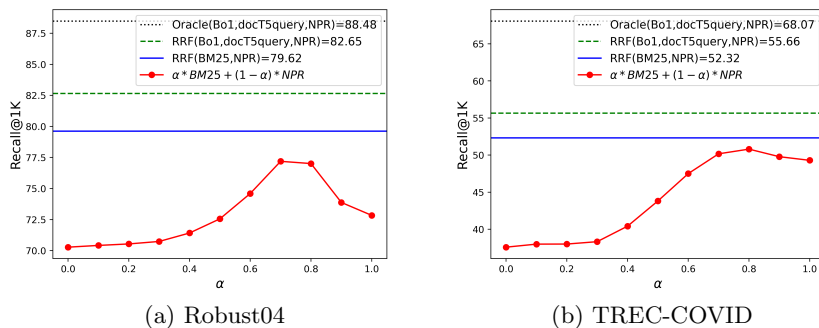 Oracle(Bo1,docT5query,NPR)=88.48
RRF(Bo1,docT5query,NPR)=82.65
RRF(BM25,NPR)=79.62
α*BM25+(1−α)*NPR
Recall@1K
87.5
85.0
82.5
80.0
77.5
75.0
72.5
70.0
0.0 0.2 0.4 0.6 0.8 1.0
α
(a) Robust04
Oracle(Bo1,docT5query,NPR)=68.07
RRF(Bo1,docT5query,NPR)=55.66
RRF(BM25,NPR)=52.32
α*BM25+(1−α)*NPR
Recall@1K
65
60
55
50
45
40
0.0 0.2 0.4 0.6 0.8 1.0
α
(b) TREC-COVID